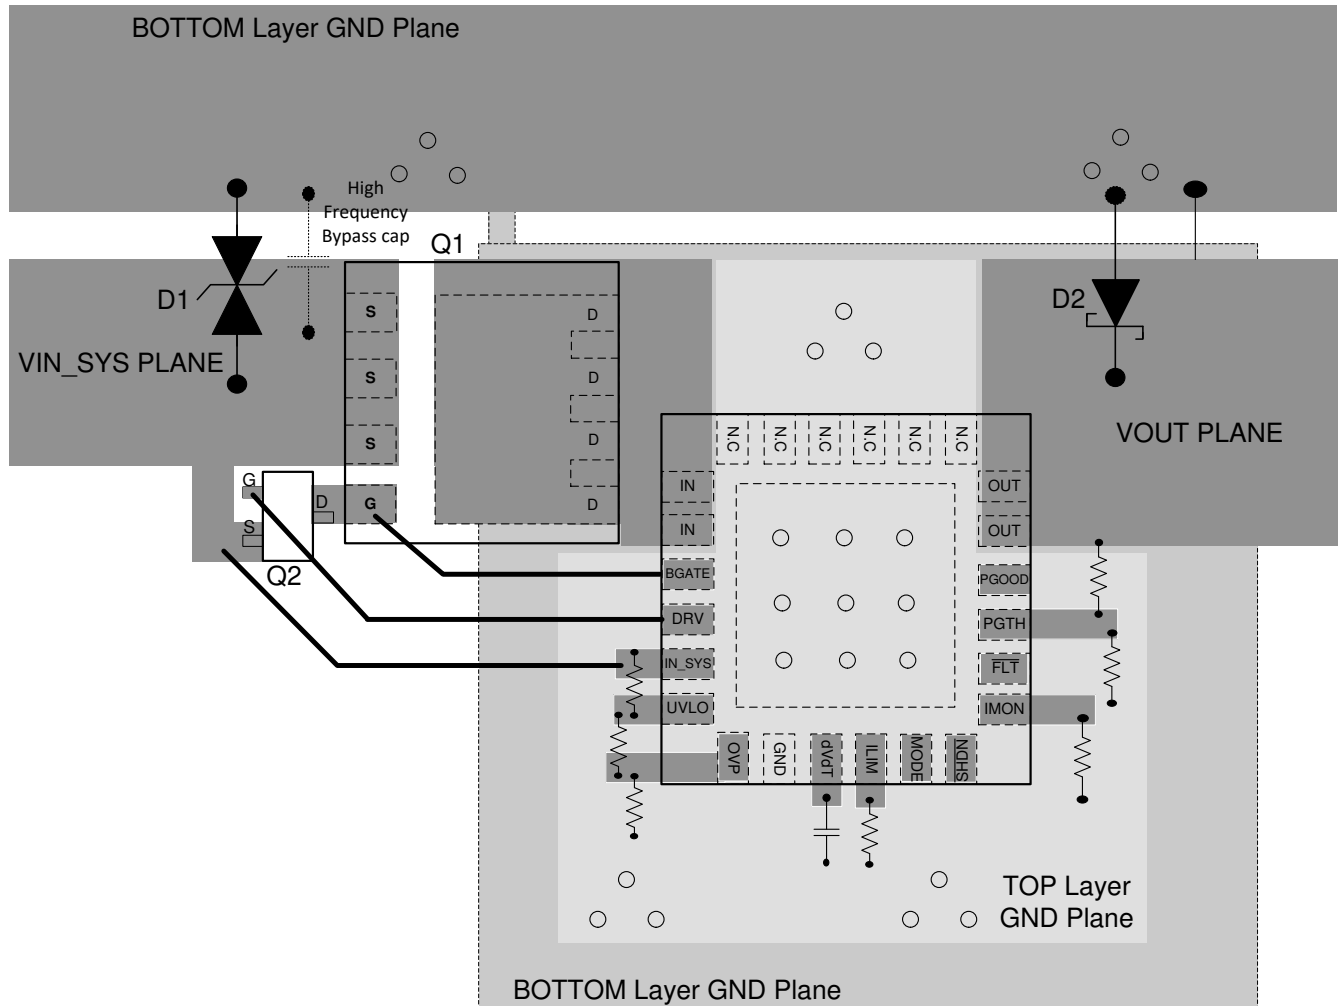 BOTTOM Layer GND Plane
High
Frequency
Bypass cap
Q1
D1
D2
VIN_SYS PLANE
VOUT PLANE
S
S
S
G
D
D
D
D
G
S
D
Q2
N.C
N.C
N.C
N.C
N.C
N.C
IN
IN
BGATE
DRV
IN_SYS
UVLO
OVP
GND
dVdT
ILIM
MODE
SHDN
OUT
OUT
PGOOD
PGTH
FLT
IMON
TOP Layer
GND Plane
BOTTOM Layer GND Plane